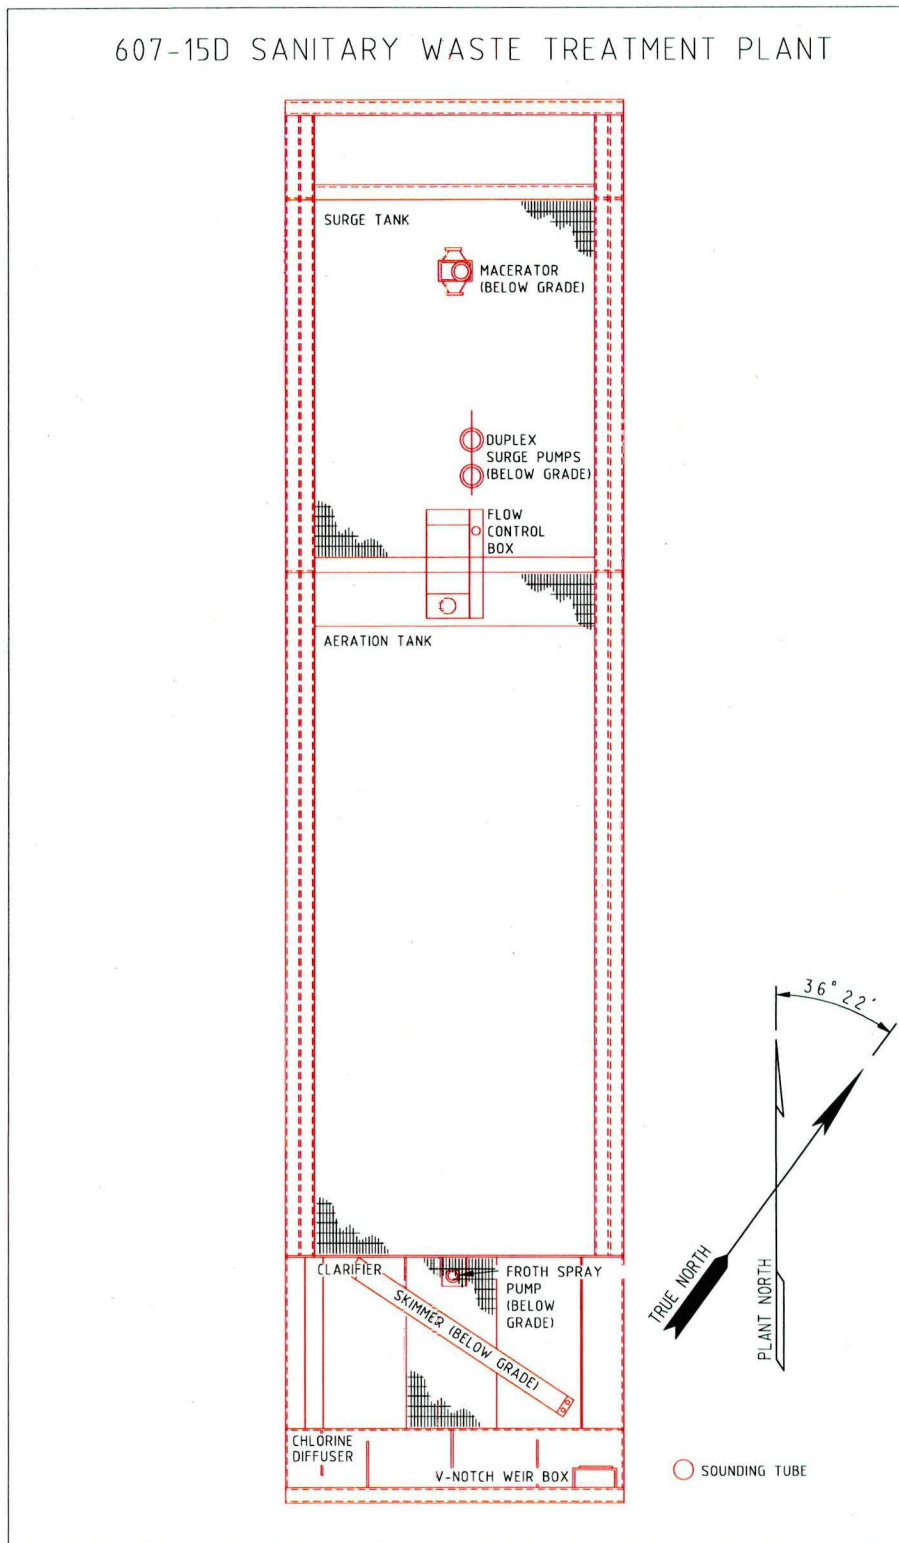 607-15D SANITARY WASTE TREATMENT PLANT
SURGE TANK
MACERATOR
(BELOW GRADE)
DUPLEX
SURGE PUMPS
(BELOW GRADE)
FLOW
CONTROL
BOX
AERATION TANK
36° 22'
TRUE NORTH
PLANT NORTH
CLARIFIER
SKIMMER (BELOW GRADE)
FROTH SPRAY
PUMP
(BELOW
GRADE)
CHLORINE
DIFFUSER
V-NOTCH WEIR BOX
SOUNDING TUBE